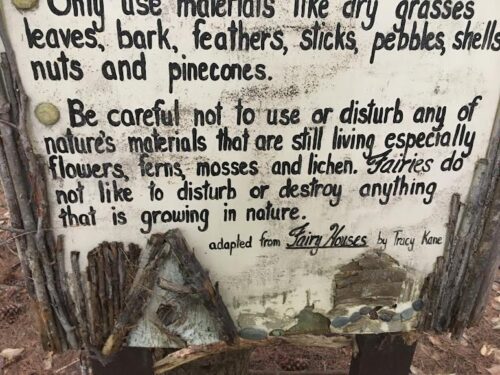 Only use materials like dry grasses
leaves, bark, feathers, sticks, pebbles, shells
nuts and pinecones.
Be careful not to use or disturb any of
nature's materials that are still living especially
flowers, ferns, mosses and lichen. Fairies do
not like to disturb or destroy anything
that is growing in nature.
adapted from Fairy Houses by Tracy Kane